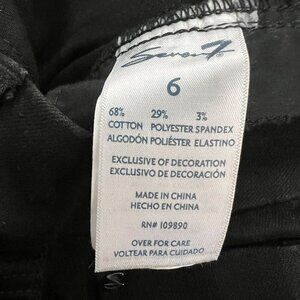 Seven7
6
68% 29% 3%
COTTON POLYESTER SPANDEX
ALGODÓN POLIÉSTER ELASTINO
EXCLUSIVE OF DECORATION
EXCLUSIVO DE DECORACIÓN
MADE IN CHINA
HECHO EN CHINA
RN# 109890
OVER FOR CARE
VOLTEAR PARA CUIDADO